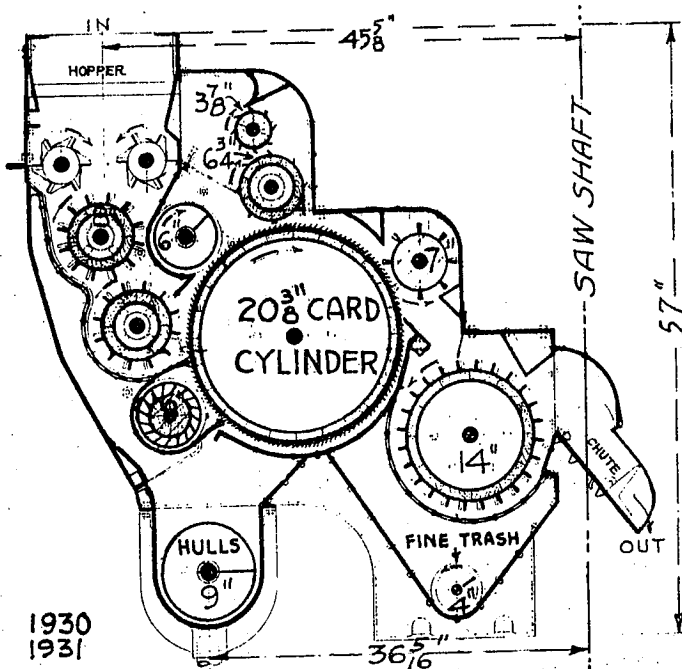 IN
45 5/8"
HOPPER
3 7/8"
6 3/4"
SAW SHAFT
6"
7"
57"
20 3/8" CARD
CYLINDER
14"
CHUTE
HULLS
9"
FINE TRASH
4"
OUT
1930
1931
36 5/16"